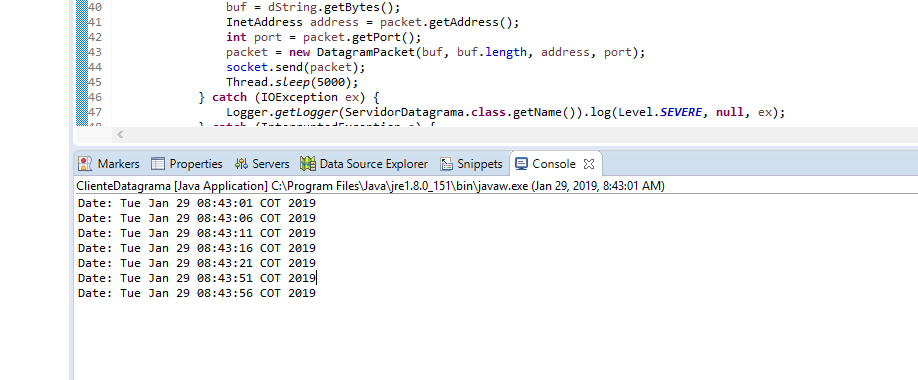 40 buf = dString.getBytes();
41 InetAddress address = packet.getAddress();
42 int port = packet.getPort();
43 packet = new DatagramPacket(buf, buf.length, address, port);
44 socket.send(packet);
45 Thread.sleep(5000);
46 } catch (IOException ex) {
47 Logger.getLogger(ServidorDatagrama.class.getName()).log(Level.SEVERE, null, ex);
Markers Properties Servers Data Source Explorer Snippets Console
ClienteDatagrama [Java Application] C:\Program Files\Java\jre1.8.0_151\bin\javaw.exe (Jan 29, 2019, 8:43:01 AM)
Date: Tue Jan 29 08:43:01 COT 2019
Date: Tue Jan 29 08:43:06 COT 2019
Date: Tue Jan 29 08:43:11 COT 2019
Date: Tue Jan 29 08:43:16 COT 2019
Date: Tue Jan 29 08:43:21 COT 2019
Date: Tue Jan 29 08:43:51 COT 2019
Date: Tue Jan 29 08:43:56 COT 2019